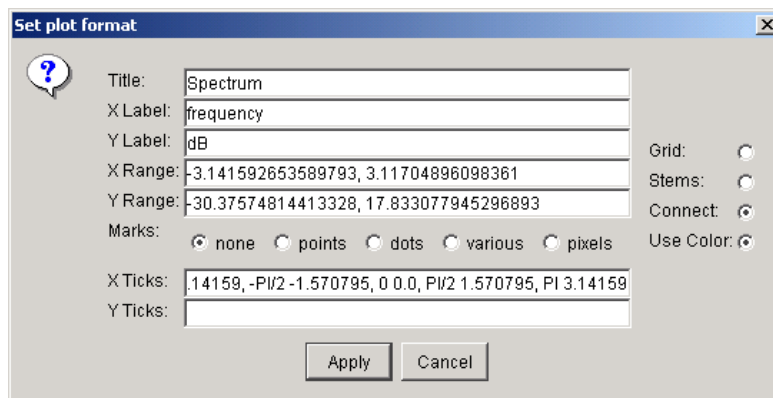 Set plot format
Title: Spectrum
X Label: frequency
Y Label: dB
X Range: -3.141592653589793, 3.11704896098361
Y Range: -30.37574814413328, 17.833077945296893
Marks: none points dots various pixels
X Ticks: .14159, -PI/2 -1.570795, 0 0.0, PI/2 1.570795, PI 3.14159
Y Ticks:
Grid:
Stems:
Connect:
Use Color:
Apply Cancel